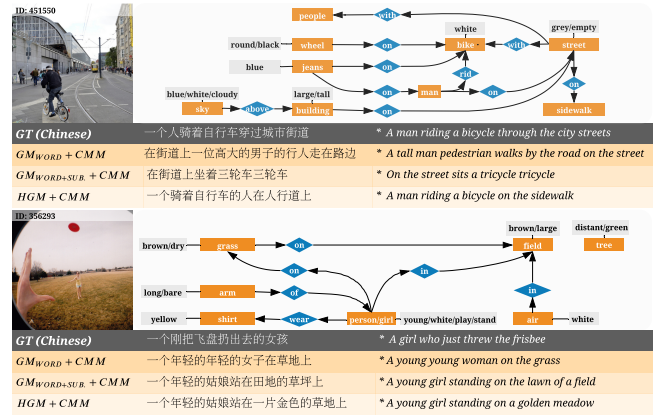 ID: 451550
people
with
white
grey/empty
round/black
wheel
on
bike
with
street
blue
jeans
on
rid
on
man
on
on
blue/white/cloudy
large/tall
sky
above
building
on
sidewalk
GT (Chinese) 一个人骑着自行车穿过城市街道 * A man riding a bicycle through the city streets
GMWORD + CMM 在街道上一位高大的男子的行人走在路边 * A tall man pedestrian walks by the road on the street
GMWORD+SUB. + CMM 在街道上坐着三轮车三轮车 * On the street sits a tricycle tricycle
HGM + CMM 一个骑着自行车的人在人行道上 * A man riding a bicycle on the sidewalk
ID: 356293
brown/large
distant/green
brown/dry
grass
on
field
tree
on
in
long/bare
arm
of
in
yellow
shirt
wear
person/girl
young/white/play/stand
air
white
GT (Chinese) 一个刚把飞盘扔出去的女孩 * A girl who just threw the frisbee
GMWORD + CMM 一个年轻的年轻的女子在草地上 * A young young woman on the grass
GMWORD+SUB. + CMM 一个年轻的姑娘站在田地的草坪上 * A young girl standing on the lawn of a field
HGM + CMM 一个年轻的姑娘站在一片金色的草地上 * A young girl standing on a golden meadow